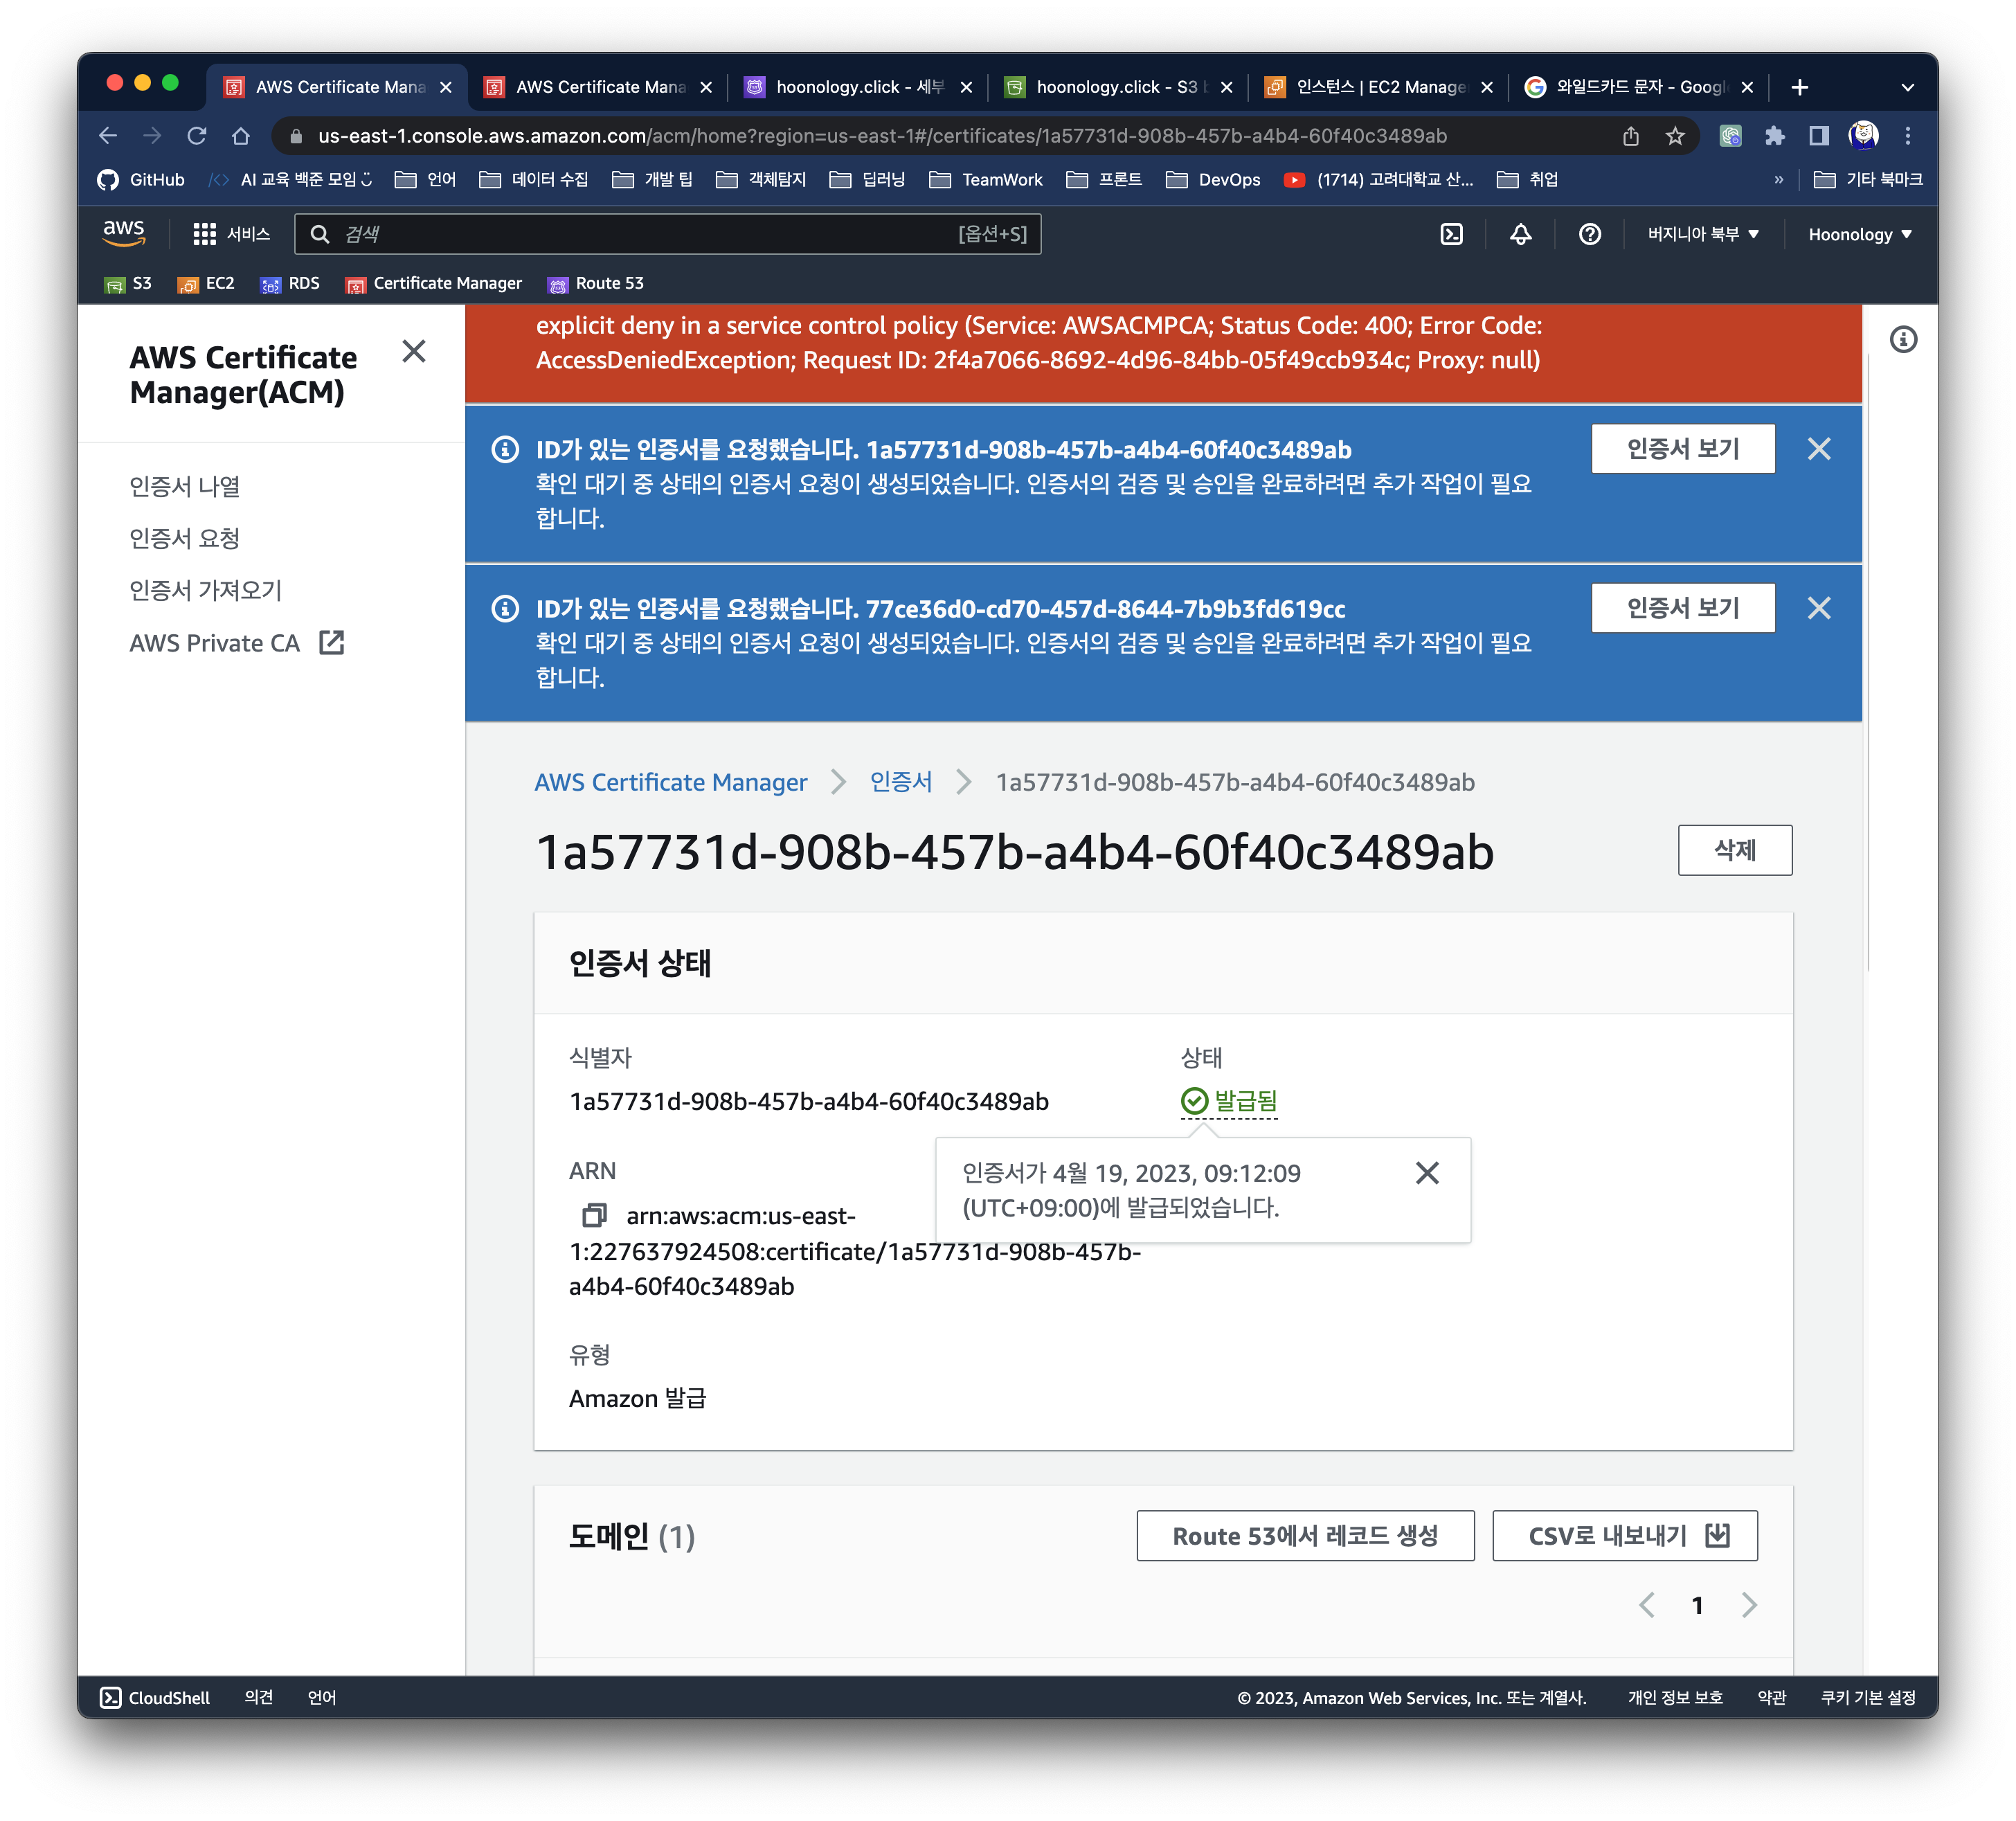 AWS Certificate Mana
AWS Certificate Mana
hoonology.click - 세부
hoonology.click - S3 b
인스턴스 | EC2 Manage
와일드카드 문자 - Googl
us-east-1.console.aws.amazon.com/acm/home?region=us-east-1#/certificates/1a57731d-908b-457b-a4b4-60f40c3489ab
GitHub
AI 교육 백준 모임
언어
데이터 수집
개발 팁
객체탐지
딥러닝
TeamWork
프론트
DevOps
(1714) 고려대학교 산...
취업
»
기타 북마크
aws
서비스
검색
[옵션+S]
버지니아 북부
Hoonology
S3
EC2
RDS
Certificate Manager
Route 53
AWS Certificate
Manager(ACM)
인증서 나열
인증서 요청
인증서 가져오기
AWS Private CA
explicit deny in a service control policy (Service: AWSACMPCA; Status Code: 400; Error Code:
AccessDeniedException; Request ID: 2f4a7066-8692-4d96-84bb-05f49ccb934c; Proxy: null)
ID가 있는 인증서를 요청했습니다. 1a57731d-908b-457b-a4b4-60f40c3489ab
확인 대기 중 상태의 인증서 요청이 생성되었습니다. 인증서의 검증 및 승인을 완료하려면 추가 작업이 필요
합니다.
인증서 보기
ID가 있는 인증서를 요청했습니다. 77ce36d0-cd70-457d-8644-7b9b3fd619cc
확인 대기 중 상태의 인증서 요청이 생성되었습니다. 인증서의 검증 및 승인을 완료하려면 추가 작업이 필요
합니다.
인증서 보기
AWS Certificate Manager
인증서
1a57731d-908b-457b-a4b4-60f40c3489ab
1a57731d-908b-457b-a4b4-60f40c3489ab
삭제
인증서 상태
식별자
1a57731d-908b-457b-a4b4-60f40c3489ab
상태
발급됨
인증서가 4월 19, 2023, 09:12:09
(UTC+09:00)에 발급되었습니다.
ARN
arn:aws:acm:us-east-
1:227637924508:certificate/1a57731d-908b-457b-
a4b4-60f40c3489ab
유형
Amazon 발급
도메인 (1)
Route 53에서 레코드 생성
CSV로 내보내기
1
CloudShell
의견
언어
© 2023, Amazon Web Services, Inc. 또는 계열사.
개인 정보 보호
약관
쿠키 기본 설정